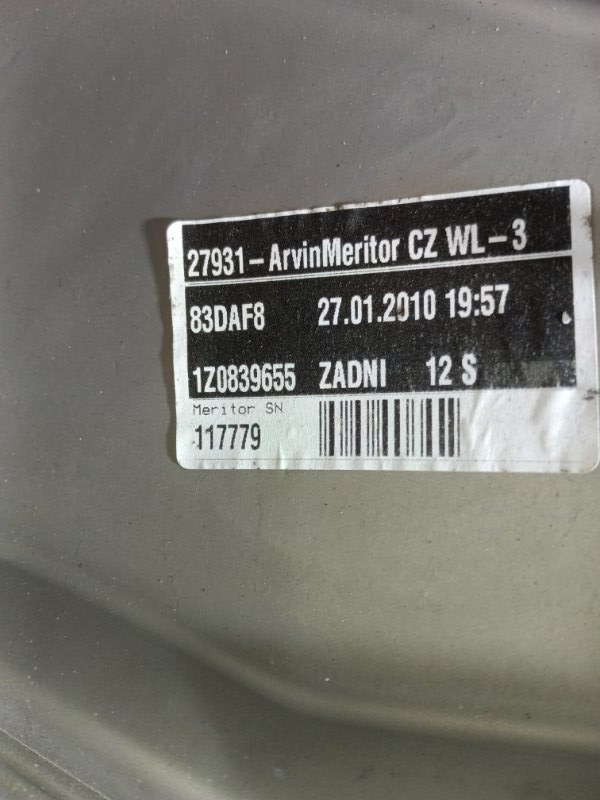 27931-ArvinMeritor CZ WL-3
83DAF8 27.01.2010 19:57
1Z0839655 ZADNI 12 S
Meritor SN
117779